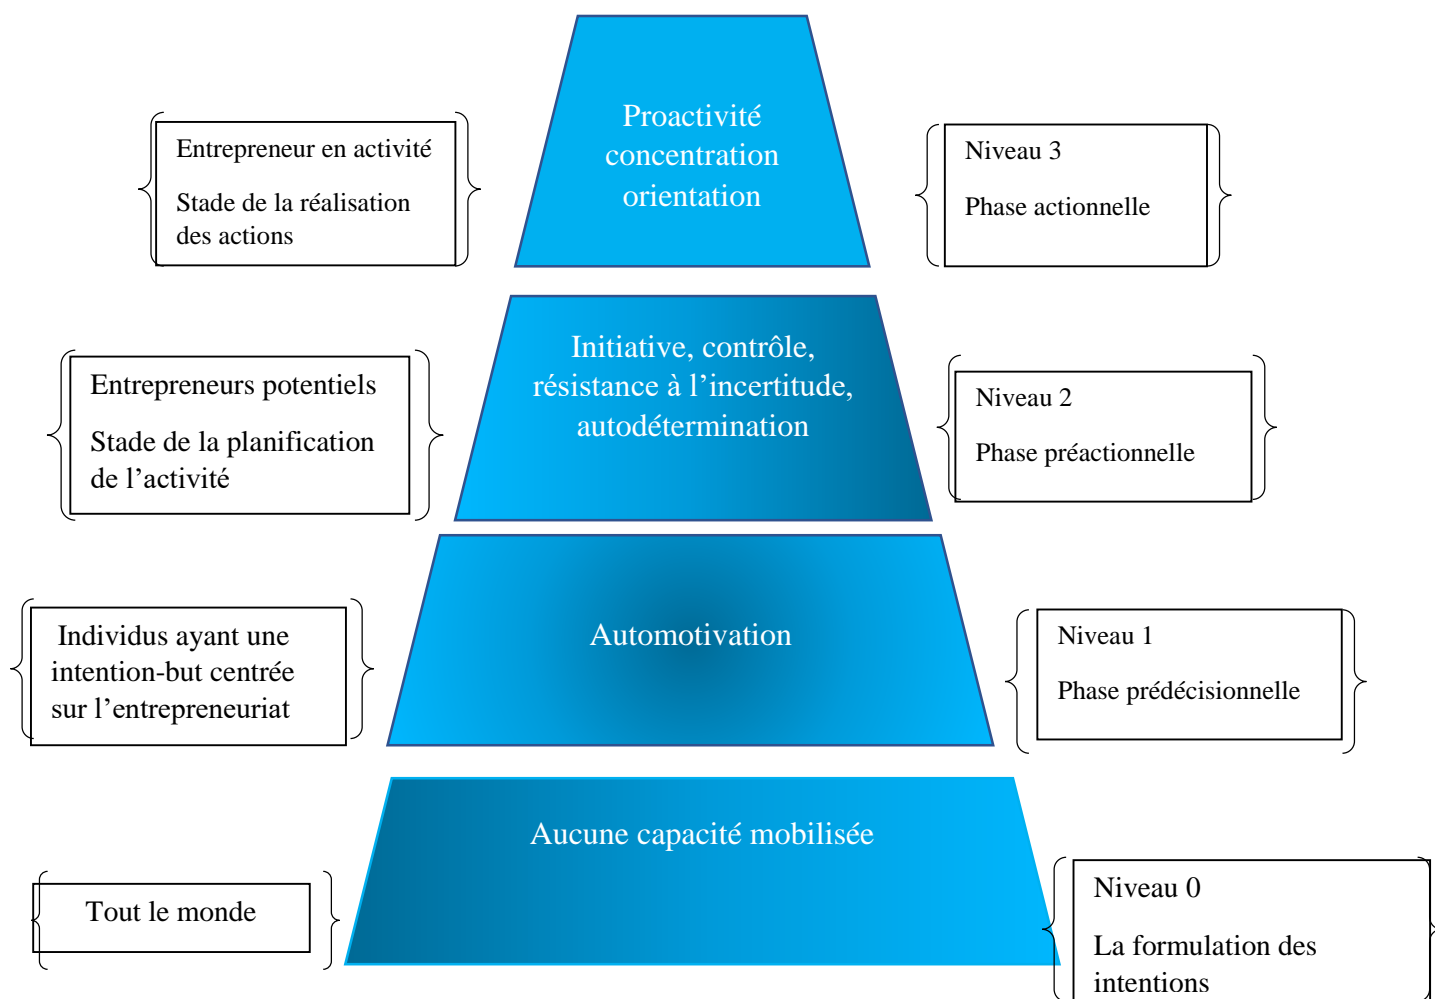 Proactivité
concentration
orientation
Entrepreneur en activité
Stade de la réalisation
des actions
Niveau 3
Phase actionnelle
Initiative, contrôle,
résistance à l’incertitude,
autodétermination
Entrepreneurs potentiels
Stade de la planification
de l’activité
Niveau 2
Phase préactionnelle
Automotivation
Individus ayant une
intention-but centrée
sur l’entrepreneuriat
Niveau 1
Phase prédécisionnelle
Aucune capacité mobilisée
Tout le monde
Niveau 0
La formulation des
intentions